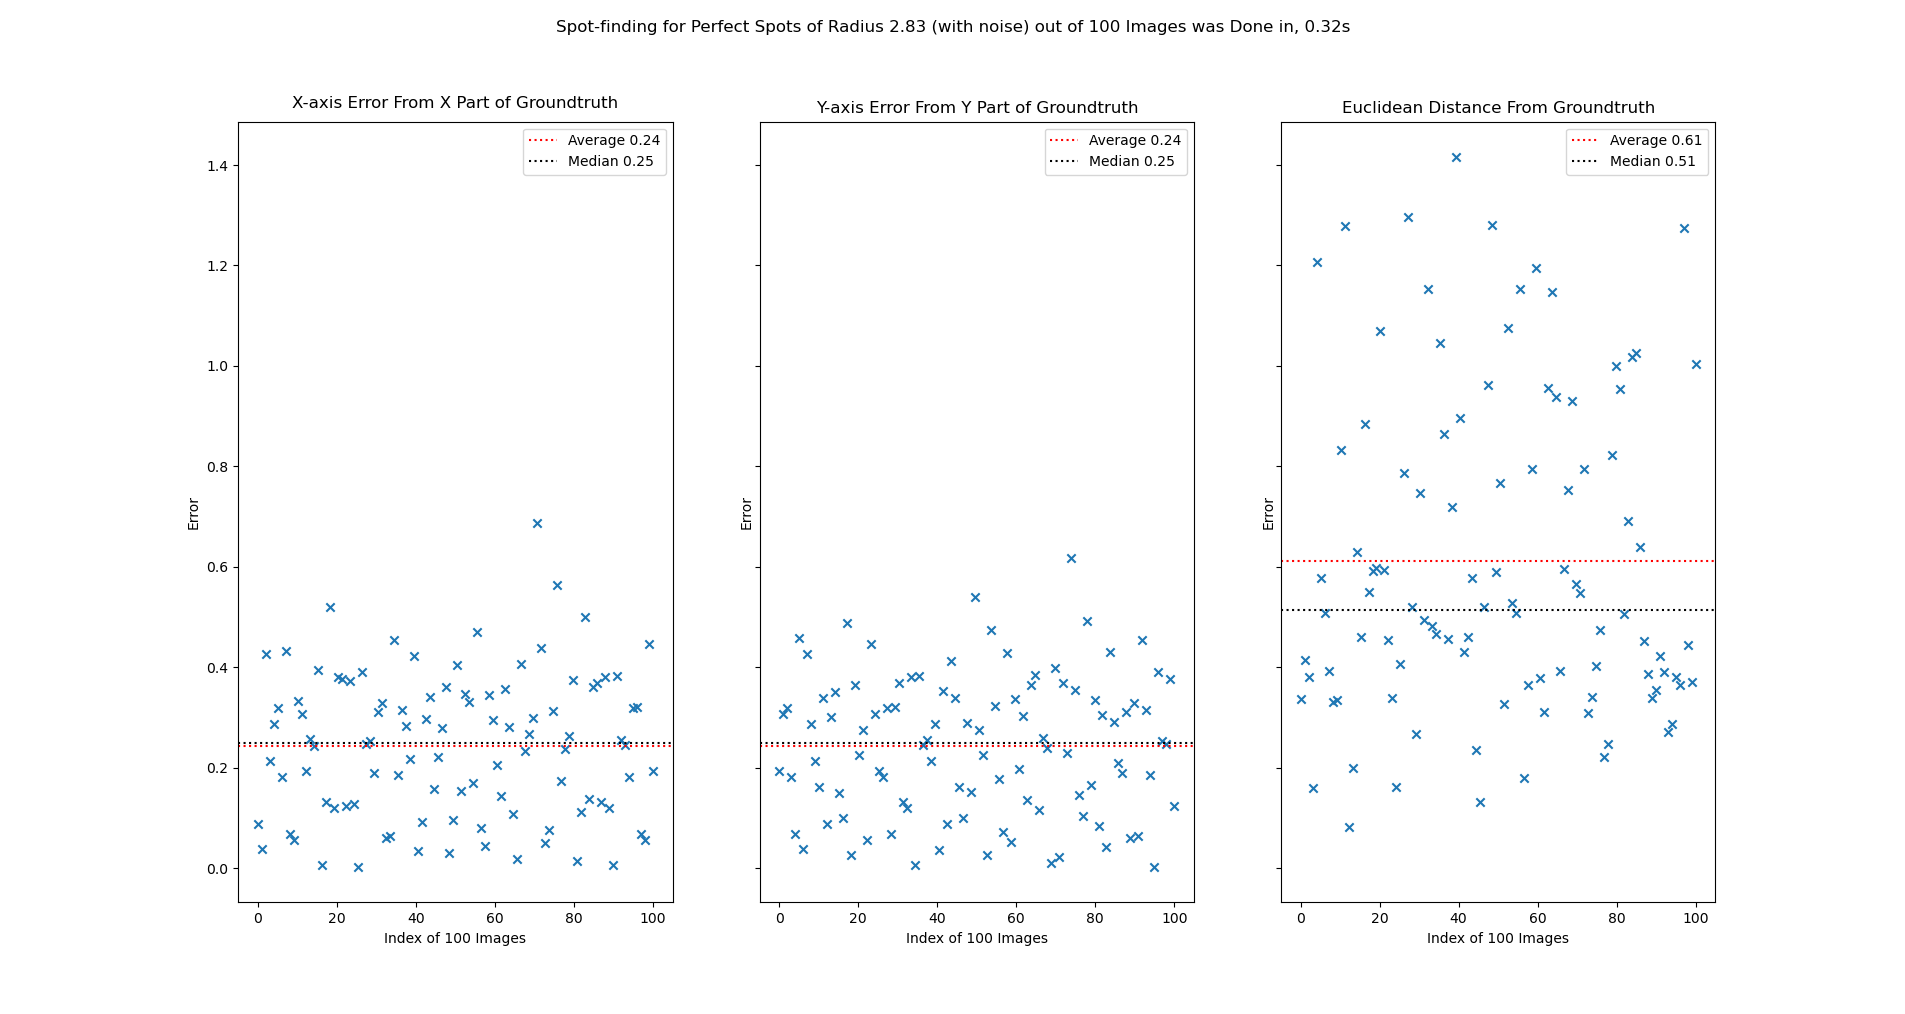 Spot-finding for Perfect Spots of Radius 2.83 (with noise) out of 100 Images was Done in, 0.32s
X-axis Error From X Part of Groundtruth
Average 0.24
Median 0.25
1.4
1.2
1.0
0.8
0.6
0.4
0.2
0.0
Error
0 20 40 60 80 100
Index of 100 Images
Y-axis Error From Y Part of Groundtruth
Average 0.24
Median 0.25
Error
0 20 40 60 80 100
Index of 100 Images
Euclidean Distance From Groundtruth
Average 0.61
Median 0.51
Error
0 20 40 60 80 100
Index of 100 Images